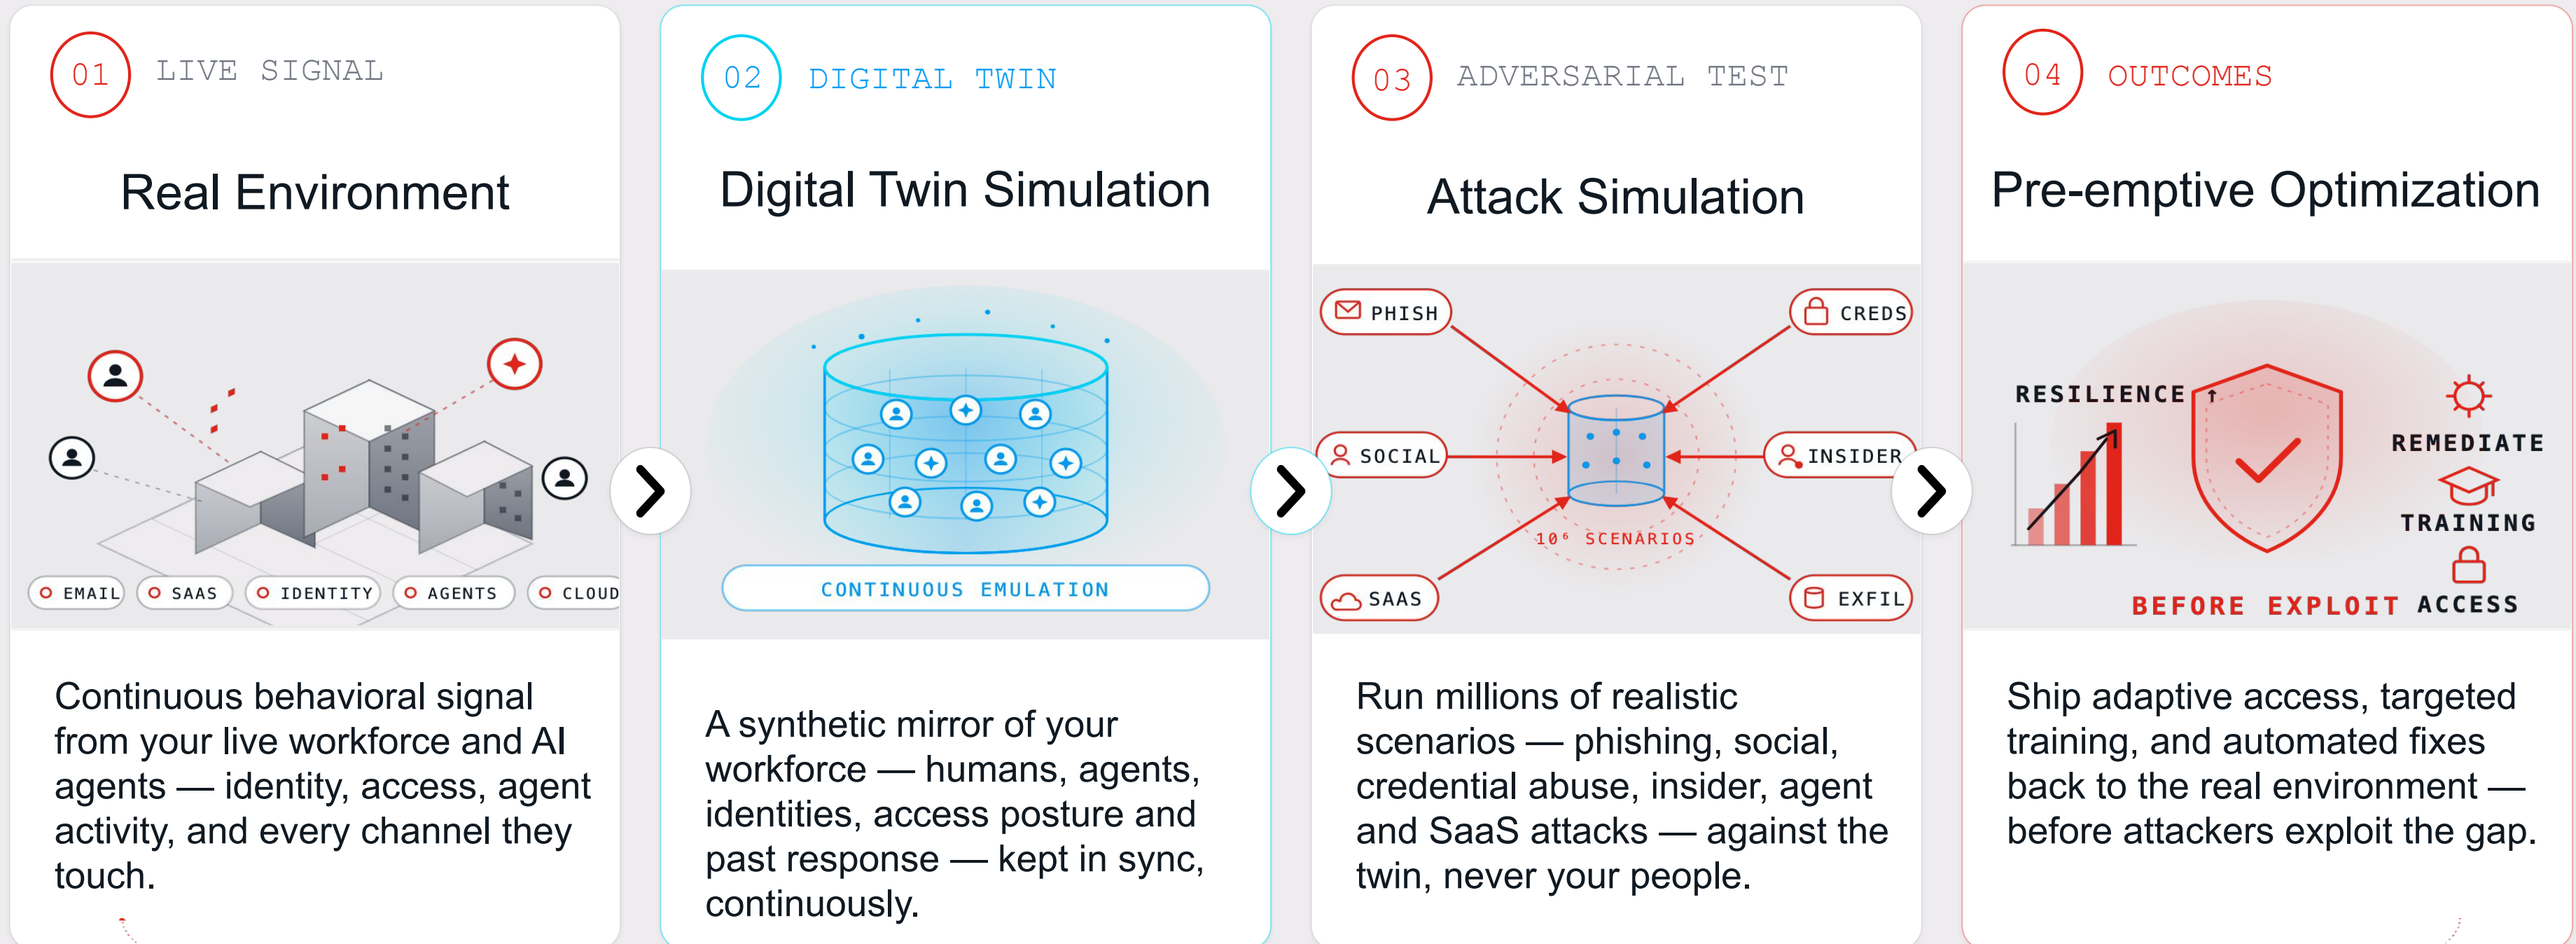 01 LIVE SIGNAL
Real Environment
EMAIL SAAS IDENTITY AGENTS CLOUD
Continuous behavioral signal
from your live workforce and AI
agents — identity, access, agent
activity, and every channel they
touch.
02 DIGITAL TWIN
Digital Twin Simulation
CONTINUOUS EMULATION
A synthetic mirror of your
workforce — humans, agents,
identities, access posture and
past response — kept in sync,
continuously.
03 ADVERSARIAL TEST
Attack Simulation
PHISH CREDS
SOCIAL INSIDER
10⁶ SCENARIOS
SAAS EXFIL
Run millions of realistic
scenarios — phishing, social,
credential abuse, insider, agent
and SaaS attacks — against the
twin, never your people.
04 OUTCOMES
Pre-emptive Optimization
RESILIENCE ↑
REMEDIATE
TRAINING
BEFORE EXPLOIT ACCESS
Ship adaptive access, targeted
training, and automated fixes
back to the real environment —
before attackers exploit the gap.